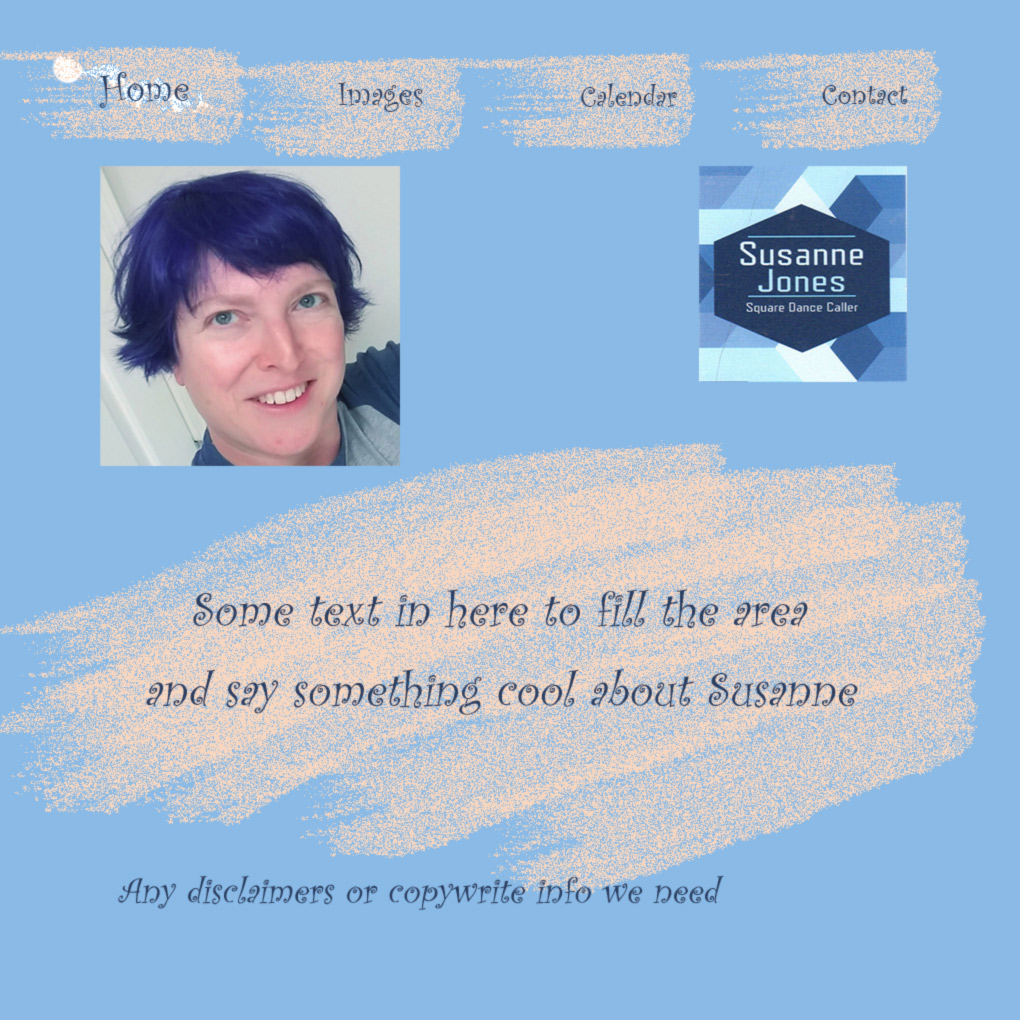 Home
Images
Calendar
Contact
Susanne
Jones
Square Dance Caller
Some text in here to fill the area
and say something cool about Susanne
Any disclaimers or copywrite info we need